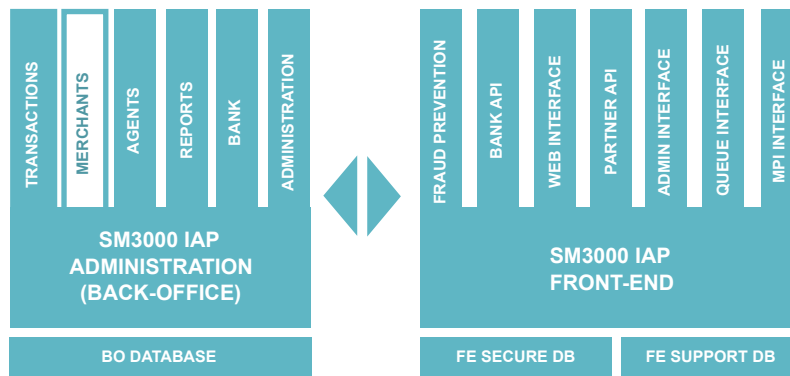 TRANSACTIONS
MERCHANTS
AGENTS
REPORTS
BANK
ADMINISTRATION
SM3000 IAP
ADMINISTRATION
(BACK-OFFICE)
BO DATABASE
FRAUD PREVENTION
BANK API
WEB INTERFACE
PARTNER API
ADMIN INTERFACE
QUEUE INTERFACE
MPI INTERFACE
SM3000 IAP
FRONT-END
FE SECURE DB
FE SUPPORT DB